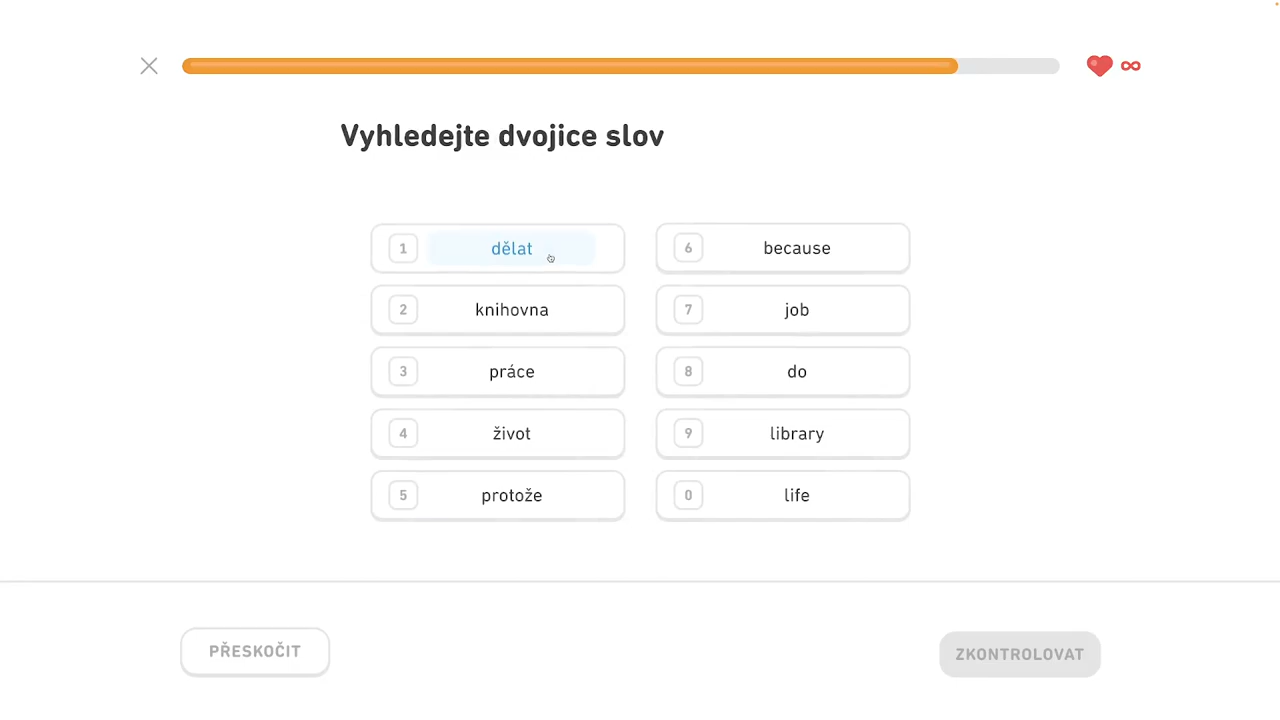 ∞
Vyhledejte dvojice slov
1 dělat
6 because
2 knihovna
7 job
3 práce
8 do
4 život
9 library
5 protože
0 life
PŘESKOČIT
ZKONTROLOVAT